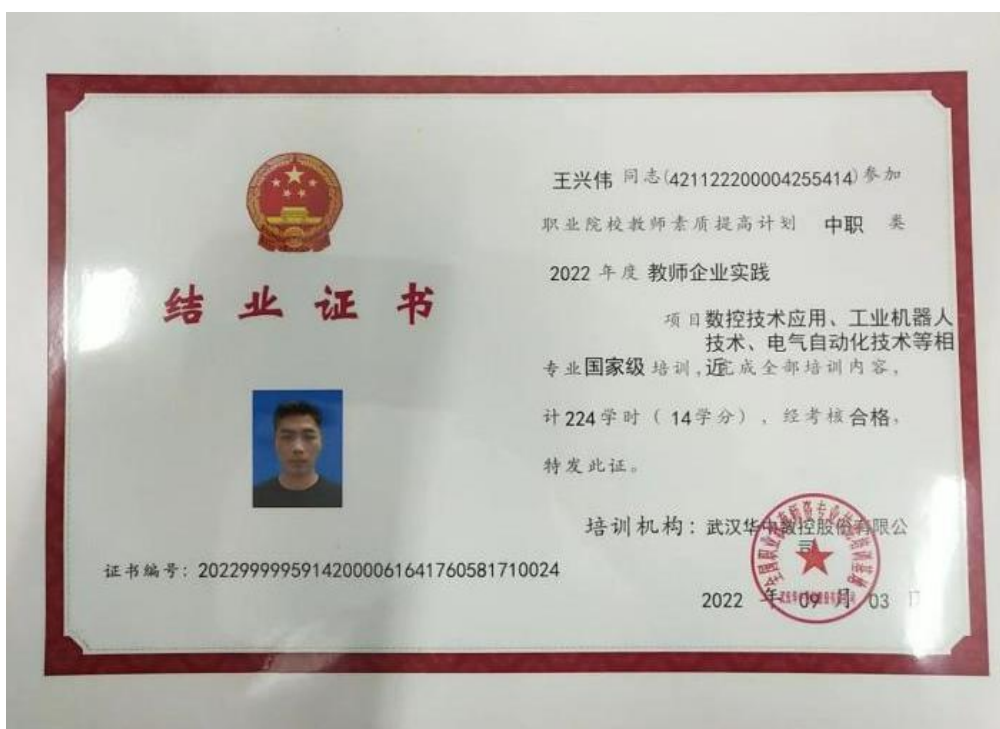 结业证书
证书编号：20229999959142000061641760581710024
王兴伟 同志(421122200004255414)参加
职业院校教师素质提高计划 中职 类
2022 年度 教师企业实践
项目数控技术应用、工业机器人
技术、电气自动化技术等相近
专业国家级 培训，完成全部培训内容，
计224学时（14学分），经考核合格，
特发此证。
培训机构：武汉华中数控股份有限公
司
2022 年 09 月 03 日